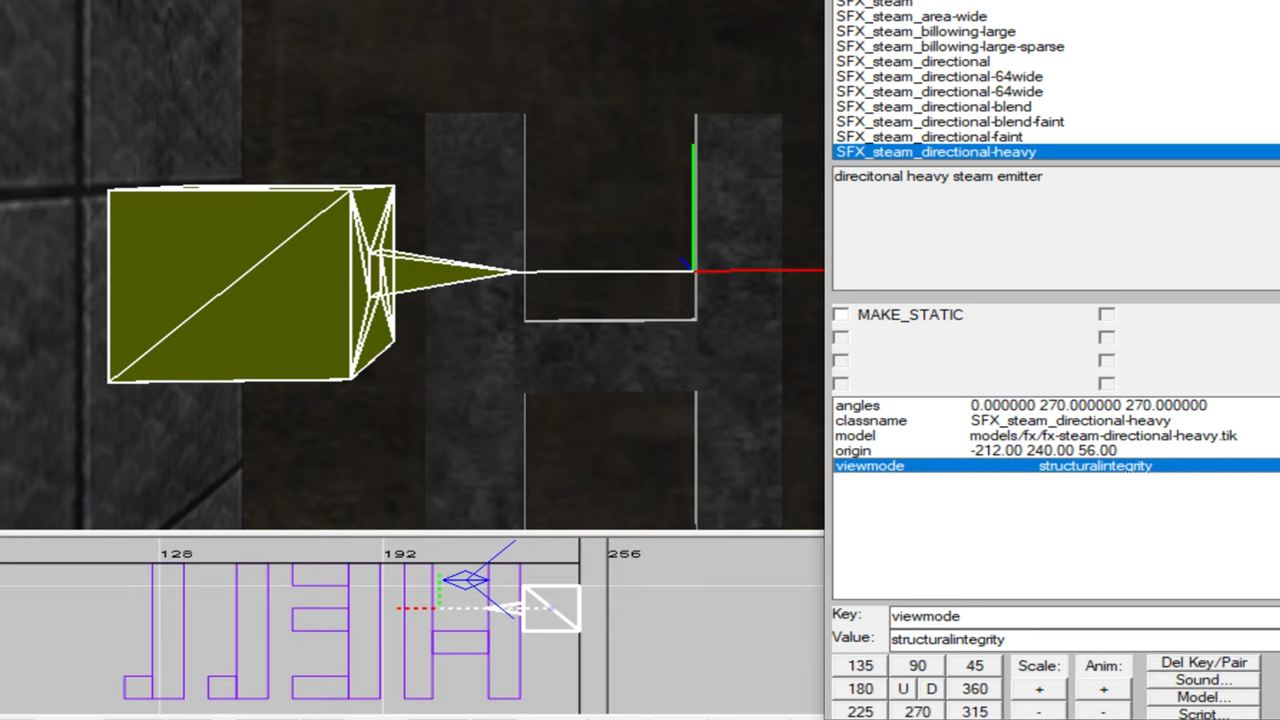 SFX_steam
SFX_steam_area-wide
SFX_steam_billowing-large
SFX_steam_billowing-large-sparse
SFX_steam_directional
SFX_steam_directional-64wide
SFX_steam_directional-64wide
SFX_steam_directional-blend
SFX_steam_directional-blend-faint
SFX_steam_directional-faint
SFX_steam_directional-heavy
direcitonal heavy steam emitter
MAKE_STATIC
angles 0.000000 270.000000 270.000000
classname SFX_steam_directional-heavy
model models/fx/fx-steam-directional-heavy.tik
origin -212.00 240.00 56.00
viewmode structuralintegrity
128 192 256
Key: viewmode
Value: structuralintegrity
135 90 45 Scale: Anim: Del Key/Pair
180 U D 360 + + Sound...
Model...
225 270 315 - - Script...